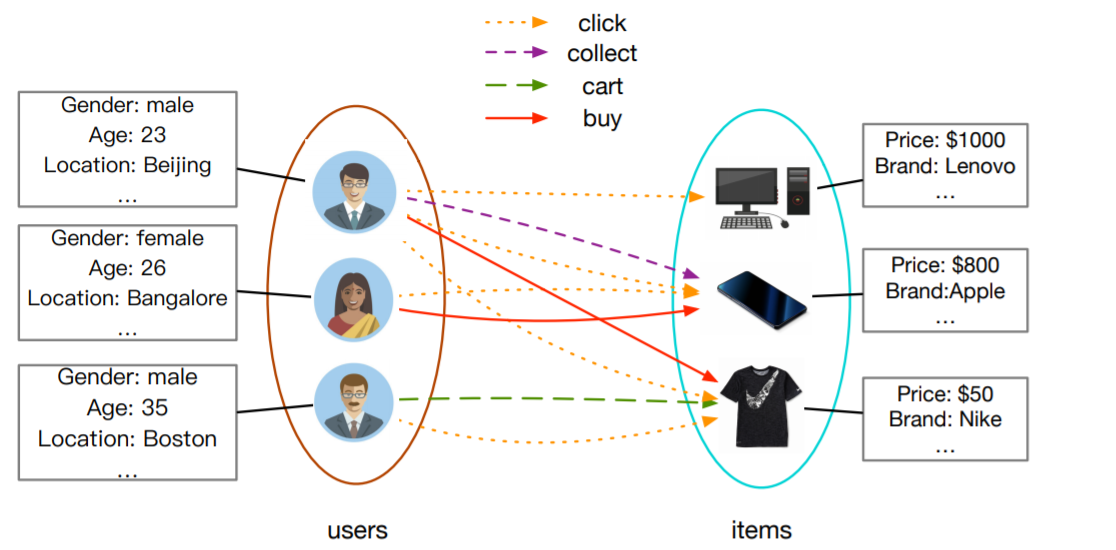 click
collect
cart
buy
Gender: male
Age: 23
Location: Beijing
...
Gender: female
Age: 26
Location: Bangalore
...
Gender: male
Age: 35
Location: Boston
...
Price: $1000
Brand: Lenovo
...
Price: $800
Brand:Apple
...
Price: $50
Brand: Nike
...
users
items